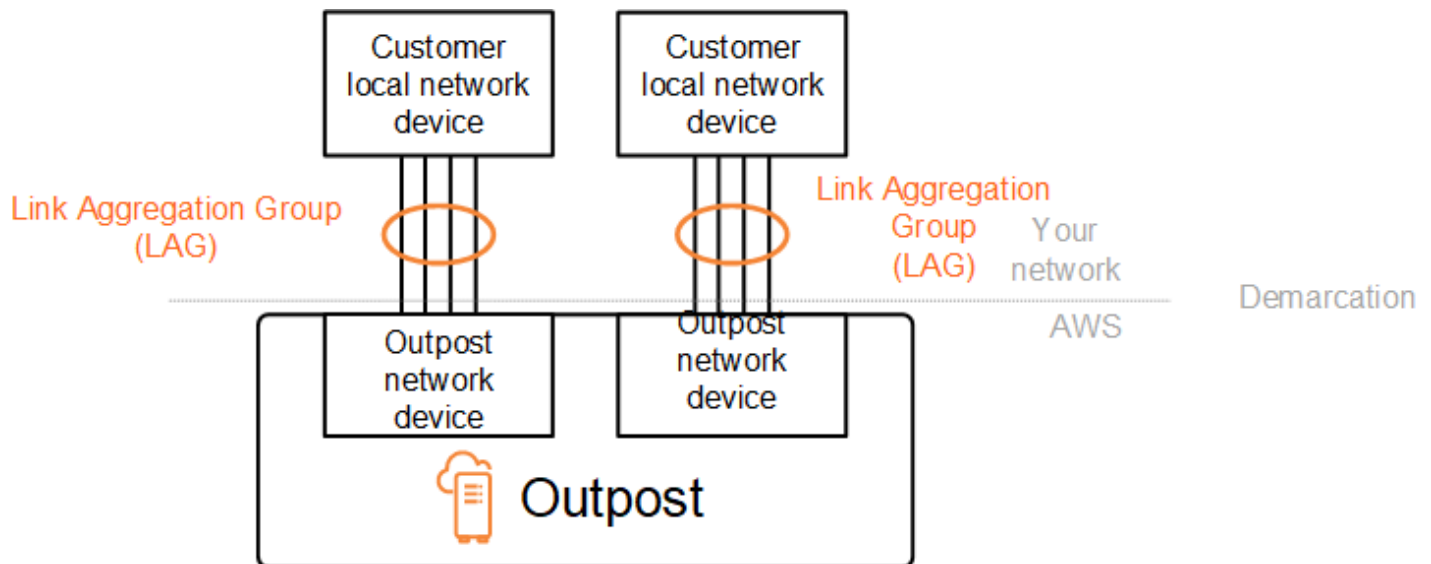 Customer
local network
device
Customer
local network
device
Link Aggregation Group
(LAG)
Link Aggregation
Group
(LAG)
Your
network
Demarcation
AWS
Outpost
network
device
Outpost
network
device
Outpost